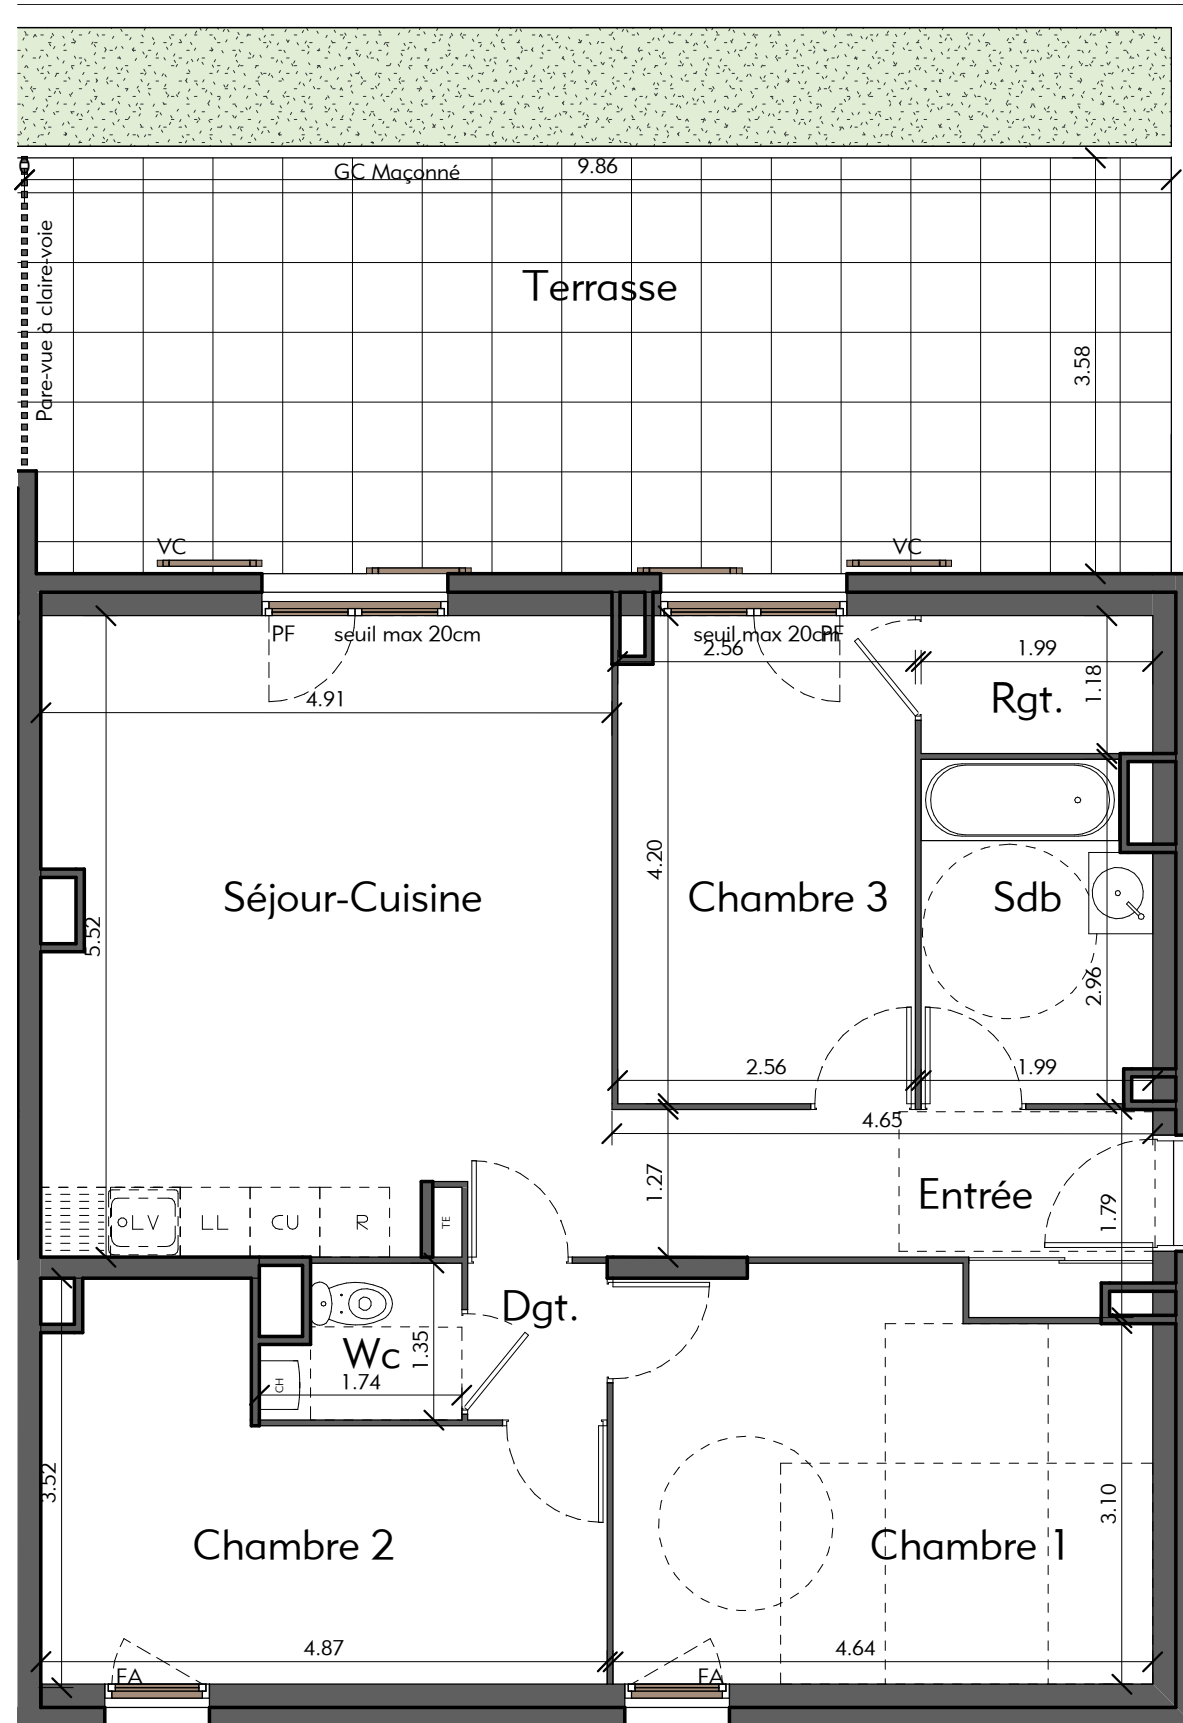 GC Maçonné
9.86
Pare-vue à claire-voie
Terrasse
3.58
VC
VC
PF
seuil max 20cm
seuil max 20cm
PF
2.56
1.99
4.91
Rgt.
1.18
4.20
Séjour-Cuisine
Chambre 3
Sdb
5.52
2.96
2.56
1.99
4.65
1.27
Entrée
1.79
LV
LL
CU
R
TE
Dgt.
Wc
1.35
CH
1.74
3.52
3.10
Chambre 2
Chambre 1
4.87
4.64
FA
FA